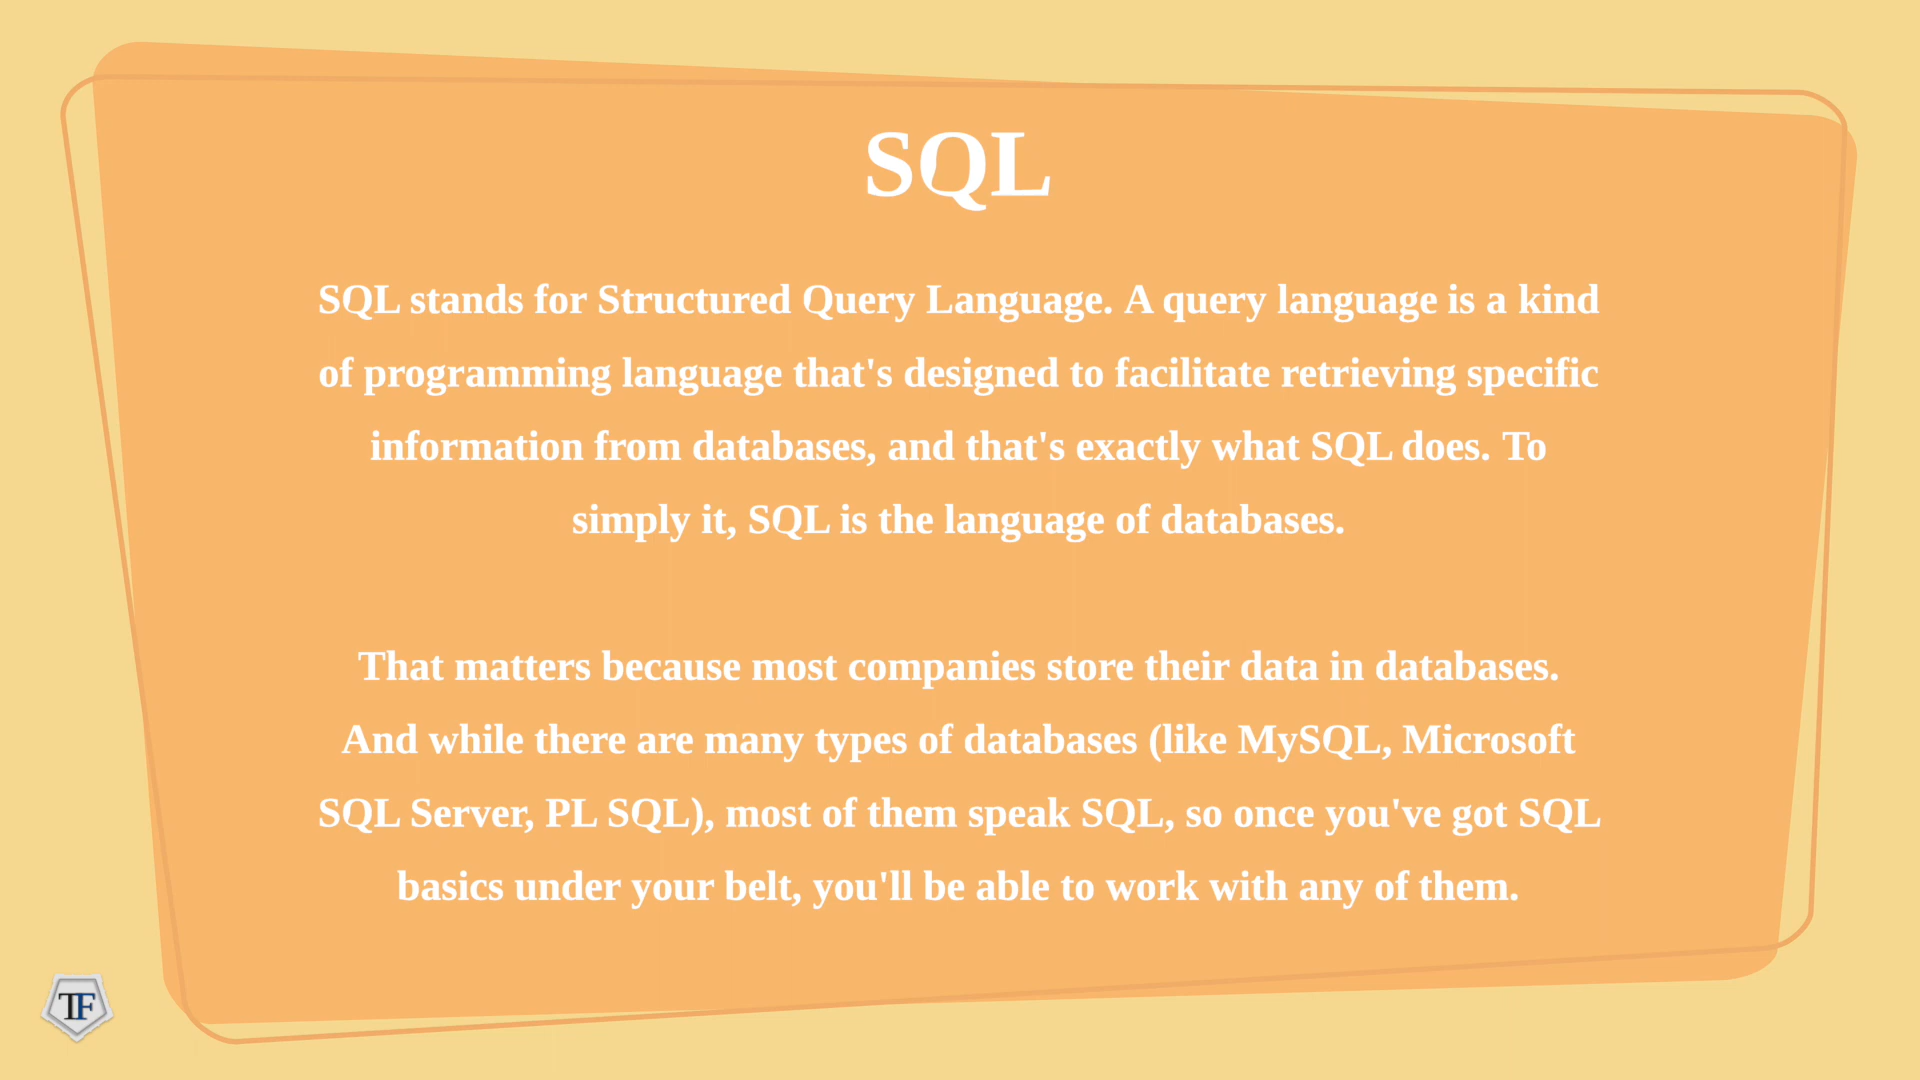 SQL
SQL stands for Structured Query Language. A query language is a kind
of programming language that's designed to facilitate retrieving specific
information from databases, and that's exactly what SQL does. To
simply it, SQL is the language of databases.
That matters because most companies store their data in databases.
And while there are many types of databases (like MySQL, Microsoft
SQL Server, PL SQL), most of them speak SQL, so once you've got SQL
basics under your belt, you'll be able to work with any of them.
TF